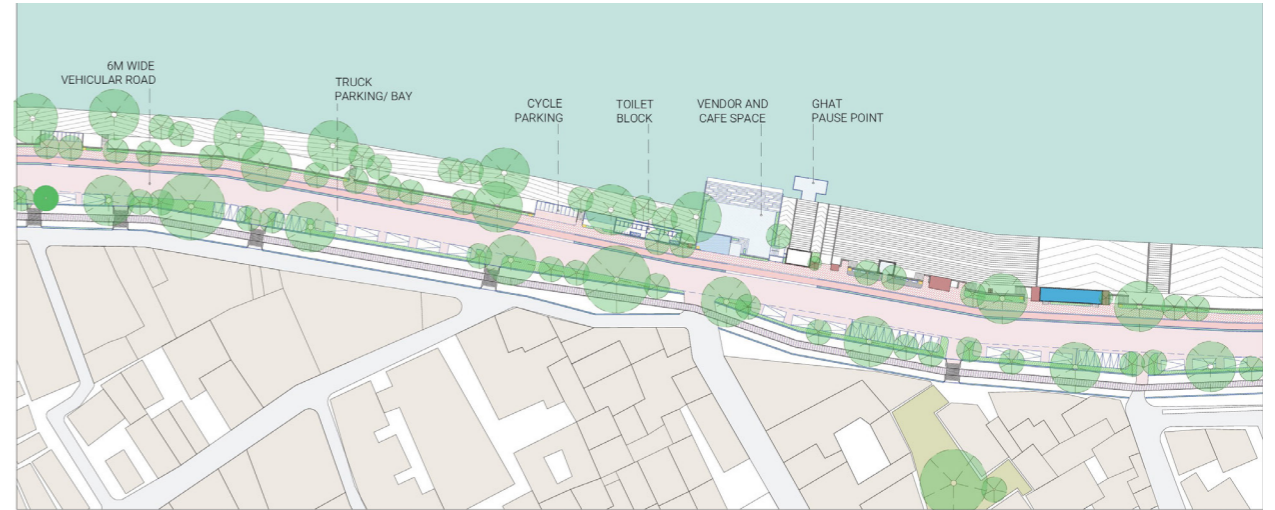 6M WIDE
VEHICULAR ROAD
TRUCK
PARKING/ BAY
CYCLE
PARKING
TOILET
BLOCK
VENDOR AND
CAFE SPACE
GHAT
PAUSE POINT